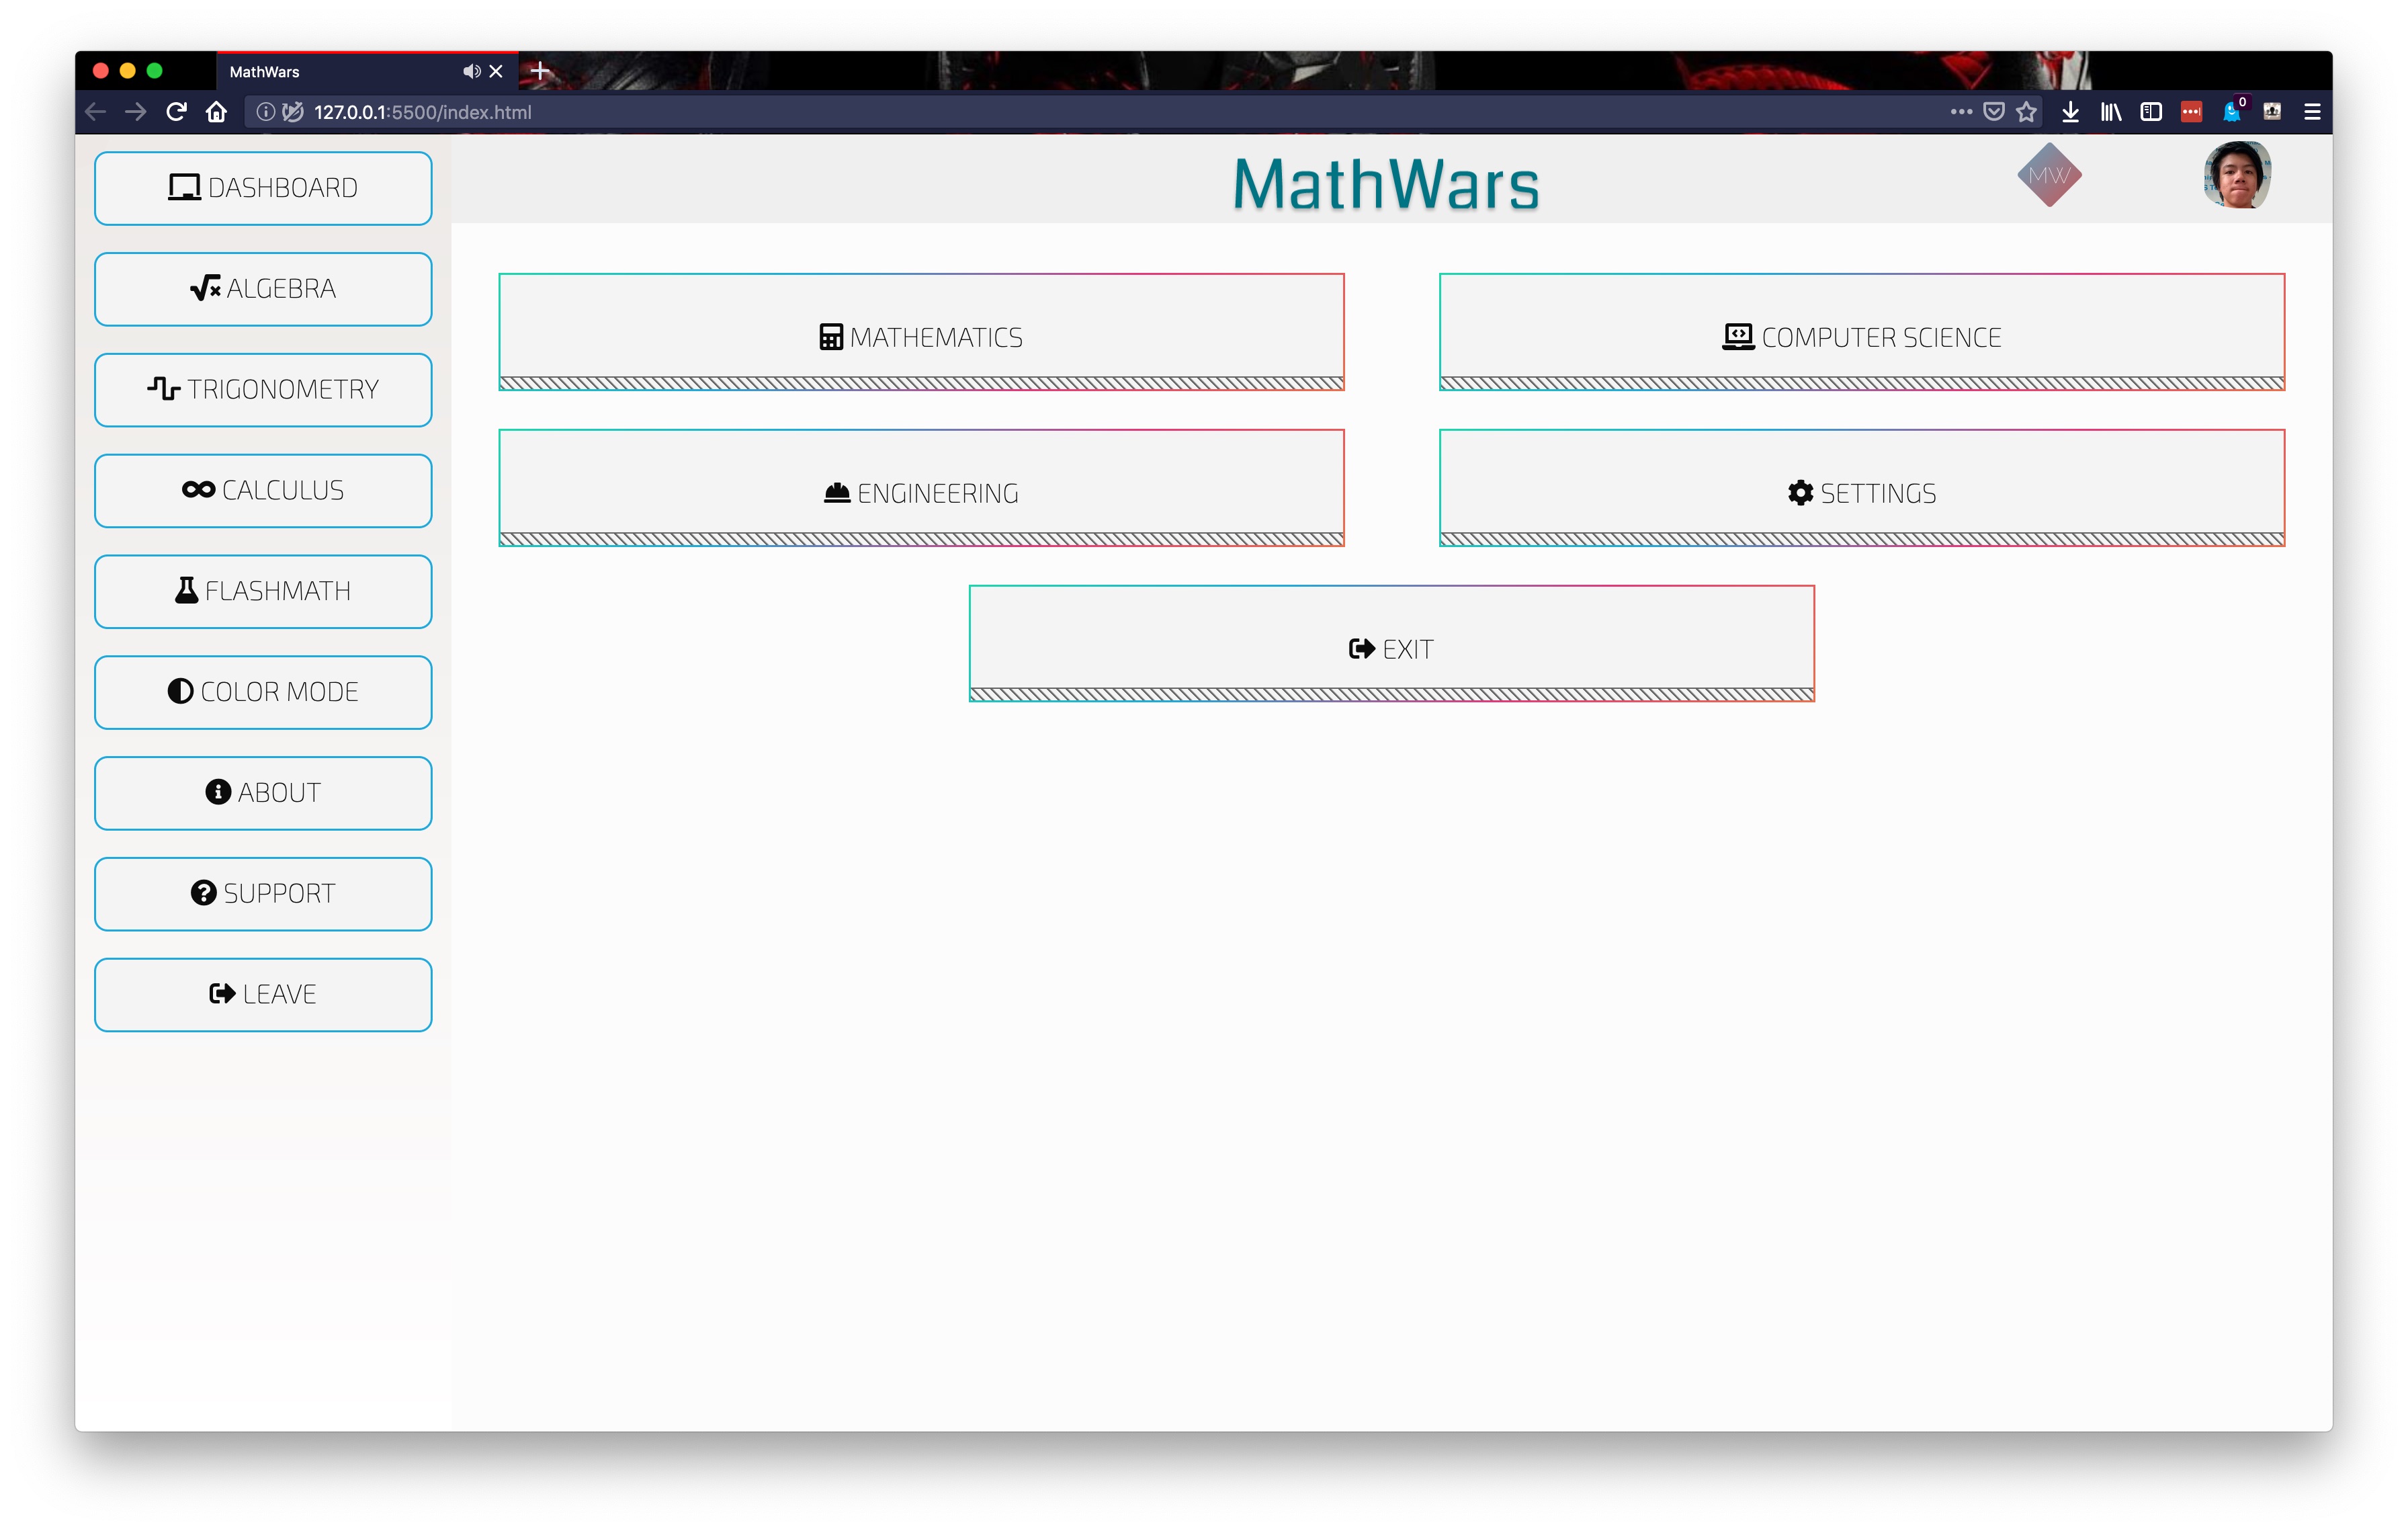 MathWars
127.0.0.1:5500/index.html
0
DASHBOARD
ALGEBRA
TRIGONOMETRY
CALCULUS
FLASHMATH
COLOR MODE
ABOUT
SUPPORT
LEAVE
MathWars
MW
MATHEMATICS
COMPUTER SCIENCE
ENGINEERING
SETTINGS
EXIT